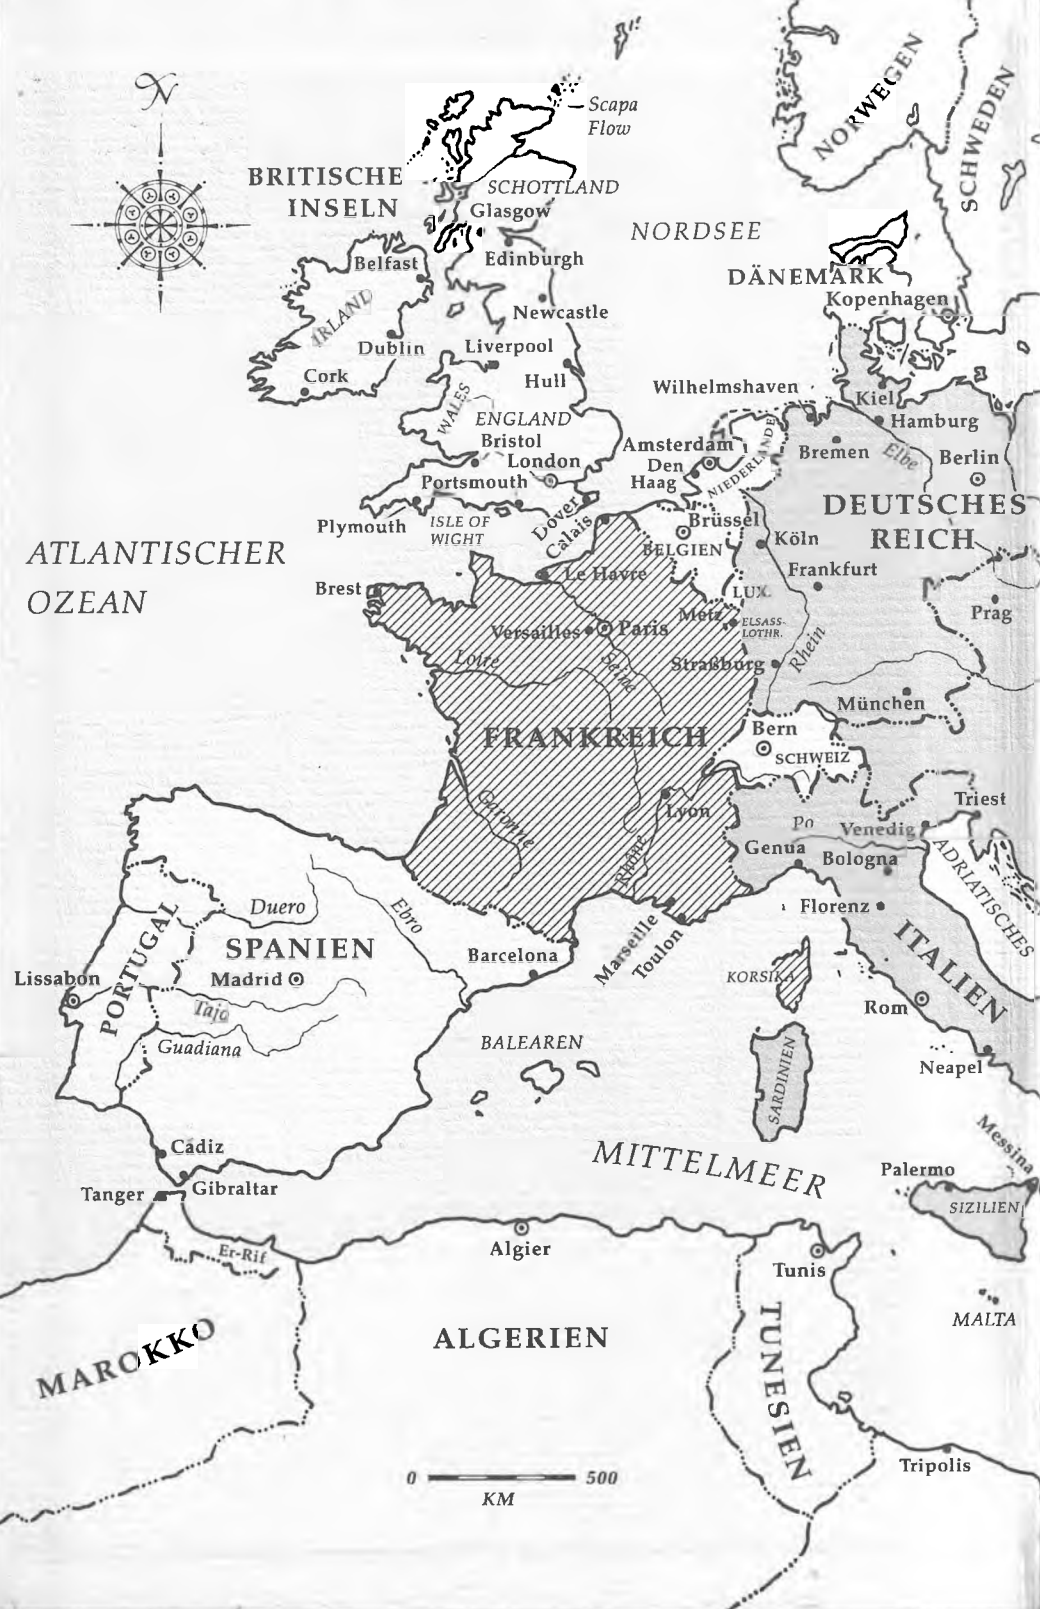 N
Scapa
Flow
NORWEGEN
SCHWEDEN
BRITISCHE
INSELN
SCHOTTLAND
Glasgow
NORDSEE
Edinburgh
Belfast
DÄNEMARK
Kopenhagen
IRLAND
Newcastle
Dublin
Liverpool
Cork
Hull
Wilhelmshaven
Kiel
WALES
ENGLAND
Hamburg
Bristol
Amsterdam
NIEDERLANDE
Bremen
Elbe
Berlin
London
Den
Haag
Portsmouth
DEUTSCHES
REICH
Plymouth
ISLE OF
WIGHT
Dover
Calais
Brüssel
BELGIEN
Köln
ATLANTISCHER
OZEAN
Le Havre
Frankfurt
Brest
LUX.
Prag
Metz
ELSASS-
LOTHR.
Versailles
Paris
Rhein
Loire
Seine
Straßburg
München
FRANKREICH
Bern
SCHWEIZ
Garonne
Lyon
Triest
Po
Venedig
Rhône
Genua
Bologna
ADRIATISCHES
Duero
Ebro
Florenz
PORTUGAL
SPANIEN
Marseille
Toulon
ITALIEN
Barcelona
Lissabon
Madrid
KORSIKA
Tajo
Rom
Guadiana
BALEAREN
SARDINIEN
Neapel
Cádiz
MITTELMEER
Messina
Palermo
Tanger
Gibraltar
SIZILIEN
Er-Rif
Algier
Tunis
MALTA
MAROKKO
ALGERIEN
TUNESIEN
Tripolis
0 500
KM